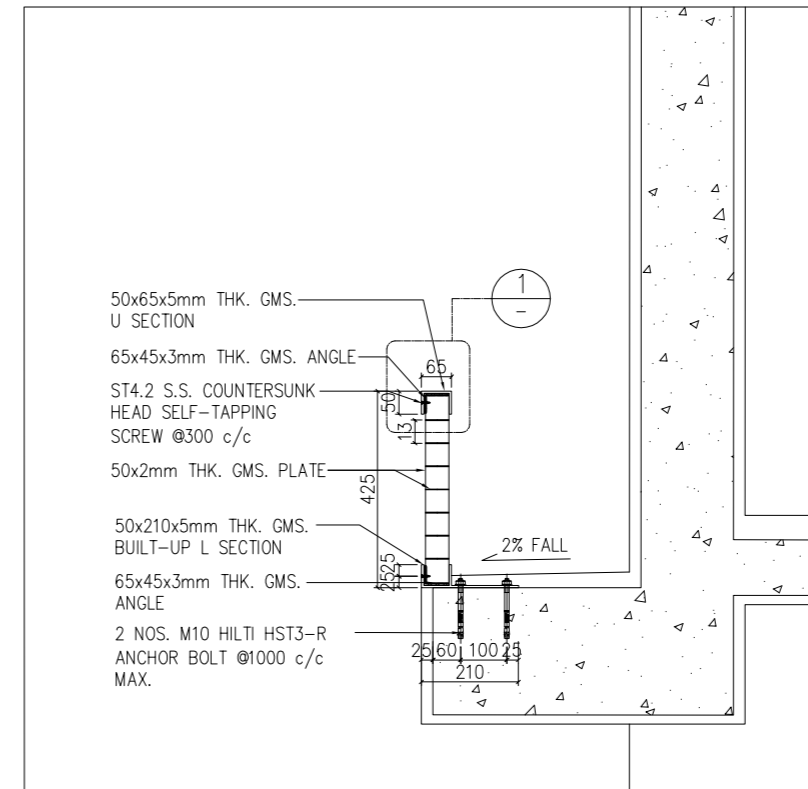 50x65x5mm THK. GMS.
U SECTION
65x45x3mm THK. GMS. ANGLE
ST4.2 S.S. COUNTERSUNK
HEAD SELF-TAPPING
SCREW @300 c/c
50x2mm THK. GMS. PLATE
50x210x5mm THK. GMS.
BUILT-UP L SECTION
65x45x3mm THK. GMS.
ANGLE
2 NOS. M10 HILTI HST3-R
ANCHOR BOLT @1000 c/c
MAX.
1
-
65
50
13
425
25
25
2% FALL
25 60 100 25
210